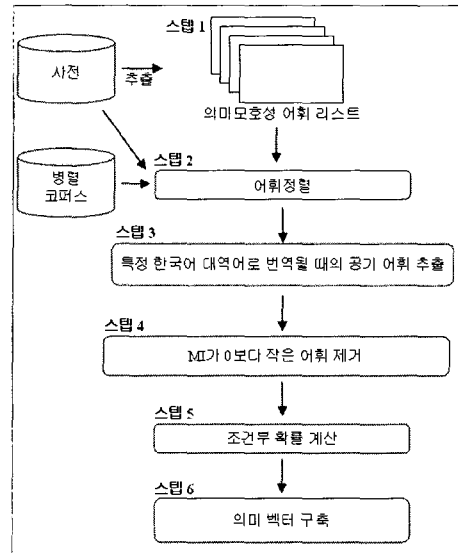 스텝 1
사전
추출
의미모호성 어휘 리스트
병렬
코퍼스
스텝 2
어휘정렬
스텝 3
특정 한국어 대역어로 번역될 때의 공기 어휘 추출
스텝 4
MI가 0보다 작은 어휘 제거
스텝 5
조건부 확률 계산
스텝 6
의미 벡터 구축